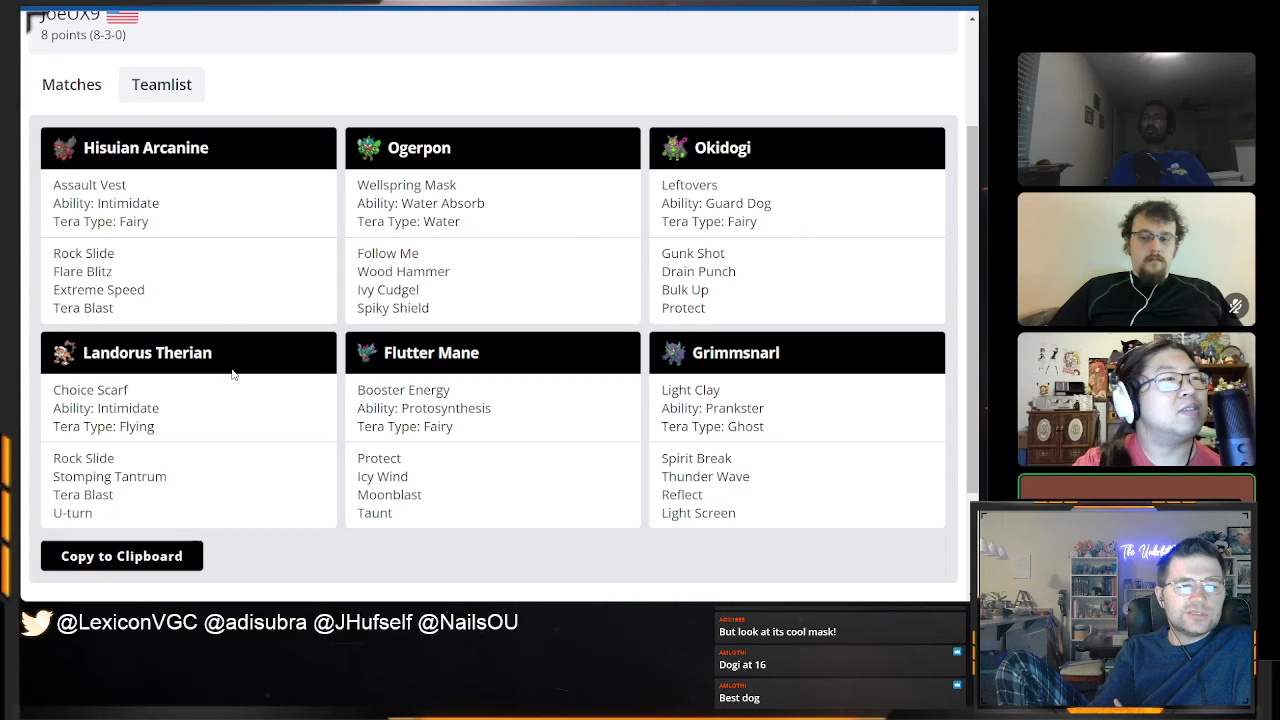 JoeUX9
8 points (8-3-0)
Matches
Teamlist
Hisuian Arcanine
Assault Vest
Ability: Intimidate
Tera Type: Fairy
Rock Slide
Flare Blitz
Extreme Speed
Tera Blast
Ogerpon
Wellspring Mask
Ability: Water Absorb
Tera Type: Water
Follow Me
Wood Hammer
Ivy Cudgel
Spiky Shield
Okidogi
Leftovers
Ability: Guard Dog
Tera Type: Fairy
Gunk Shot
Drain Punch
Bulk Up
Protect
Landorus Therian
Choice Scarf
Ability: Intimidate
Tera Type: Flying
Rock Slide
Stomping Tantrum
Tera Blast
U-turn
Flutter Mane
Booster Energy
Ability: Protosynthesis
Tera Type: Fairy
Protect
Icy Wind
Moonblast
Taunt
Grimmsnarl
Light Clay
Ability: Prankster
Tera Type: Ghost
Spirit Break
Thunder Wave
Reflect
Light Screen
Copy to Clipboard
@LexiconVGC @adisubra @JHufself @NailsOU
But look at its cool mask!
AMLOTHI
Dogi at 16
AMLOTHI
Best dog
The